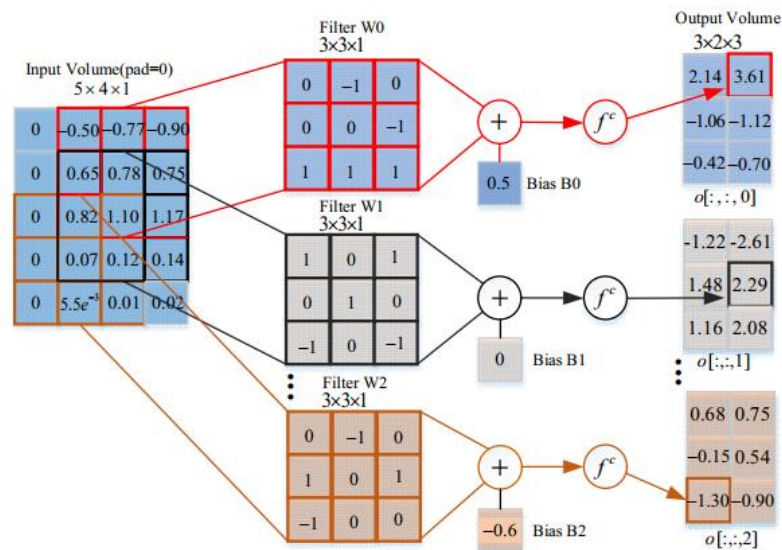 Input Volume(pad=0)
5×4×1
0 −0.50 −0.77 −0.90
0 0.65 0.78 0.75
0 0.82 1.10 1.17
0 0.07 0.12 0.14
0 5.5e⁻³ 0.01 0.02
Filter W0
3×3×1
0 −1 0
0 0 −1
1 1 1
+
Bias B0
0.5
fᶜ
Output Volume
3×2×3
2.14 3.61
-1.06 -1.12
-0.42 -0.70
o[:,:,0]
Filter W1
3×3×1
1 0 1
0 1 0
−1 0 −1
+
Bias B1
0
fᶜ
-1.22 -2.61
1.48 2.29
1.16 2.08
o[:,:,1]
Filter W2
3×3×1
0 −1 0
1 0 1
−1 0 0
+
Bias B2
−0.6
fᶜ
0.68 0.75
-0.15 0.54
−1.30 −0.90
o[:,:,2]